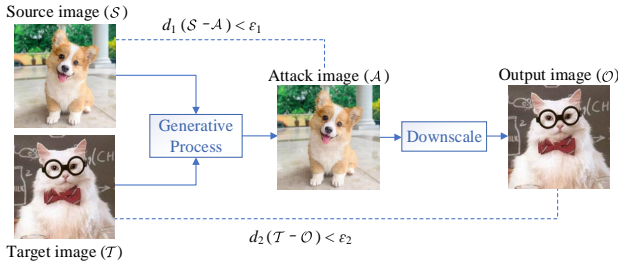 Source image (𝒮)
d₁ (𝒮 − 𝒜) < ε₁
Attack image (𝒜)
Output image (𝒪)
Generative
Process
Downscale
d₂ (𝒯 − 𝒪) < ε₂
Target image (𝒯)